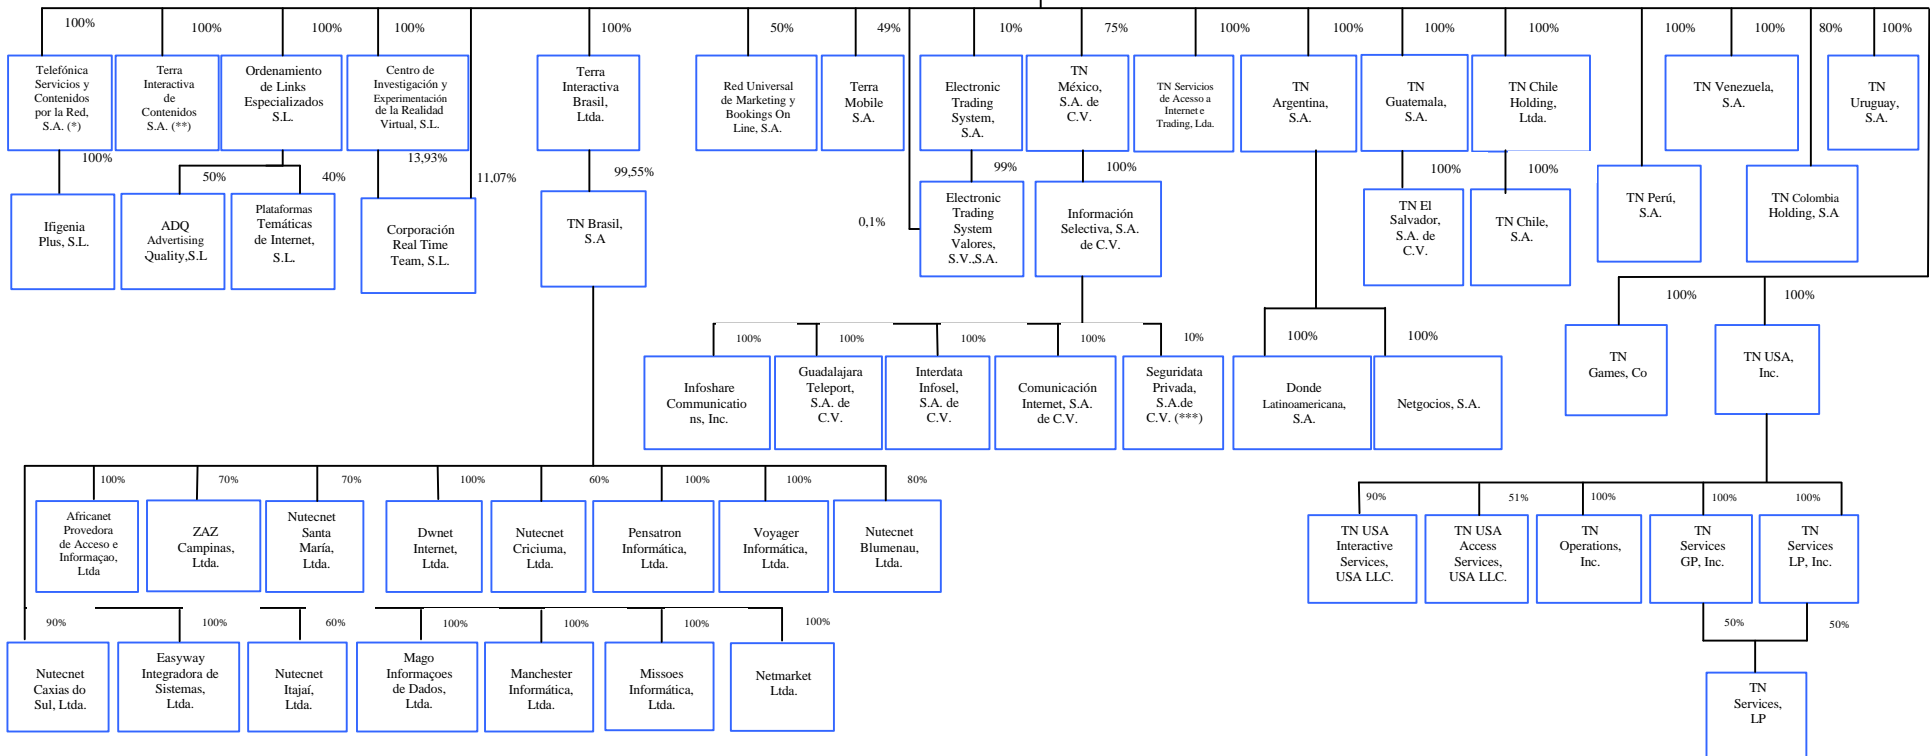 100%
100%
100%
100%
100%
50%
49%
10%
75%
100%
100%
100%
100%
100%
100%
80%
100%
Telefónica
Servicios y
Contenidos
por la Red,
S.A. (*)
Terra
Interactiva
de
Contenidos
S.A. (**)
Ordenamiento
de Links
Especializados
S.L.
Centro de
Investigación y
Experimentación
de la Realidad
Virtual, S.L.
Terra
Interactiva
Brasil,
Ltda.
Red Universal
de Marketing y
Bookings On
Line, S.A.
Terra
Mobile
S.A.
Electronic
Trading
System,
S.A.
TN
México,
S.A. de
C.V.
TN Servicios
de Acesso a
Internet e
Trading, Lda.
TN
Argentina,
S.A.
TN
Guatemala,
S.A.
TN Chile
Holding,
Ltda.
TN Venezuela,
S.A.
TN
Uruguay,
S.A.
100%
50%
40%
13,93%
11,07%
99,55%
0,1%
99%
100%
100%
100%
Ifigenia
Plus, S.L.
ADQ
Advertising
Quality,S.L
Plataformas
Temáticas
de Internet,
S.L.
Corporación
Real Time
Team, S.L.
TN Brasil,
S.A
Electronic
Trading
System
Valores,
S.V.,S.A.
Información
Selectiva, S.A.
de C.V.
TN El
Salvador,
S.A. de
C.V.
TN Chile,
S.A.
TN Perú,
S.A.
TN Colombia
Holding, S.A
100%
100%
100%
100%
10%
100%
100%
100%
100%
Infoshare
Communicatio
ns, Inc.
Guadalajara
Teleport,
S.A. de
C.V.
Interdata
Infosel,
S.A. de
C.V.
Comunicación
Internet, S.A.
de C.V.
Seguridata
Privada,
S.A.de
C.V. (***)
Donde
Latinoamericana,
S.A.
Netgocios, S.A.
TN
Games, Co
TN USA,
Inc.
100%
70%
70%
100%
60%
100%
100%
80%
Africanet
Provedora
de Acceso e
Informaçao,
Ltda
ZAZ
Campinas,
Ltda.
Nutecnet
Santa
María,
Ltda.
Dwnet
Internet,
Ltda.
Nutecnet
Criciuma,
Ltda.
Pensatron
Informática,
Ltda.
Voyager
Informática,
Ltda.
Nutecnet
Blumenau,
Ltda.
90%
51%
100%
100%
100%
TN USA
Interactive
Services,
USA LLC.
TN USA
Access
Services,
USA LLC.
TN
Operations,
Inc.
TN
Services
GP, Inc.
TN
Services
LP, Inc.
90%
100%
60%
100%
100%
100%
100%
50%
50%
Nutecnet
Caxias do
Sul, Ltda.
Easyway
Integradora de
Sistemas,
Ltda.
Nutecnet
Itajaí,
Ltda.
Mago
Informaçoes
de Dados,
Ltda.
Manchester
Informática,
Ltda.
Missoes
Informática,
Ltda.
Netmarket
Ltda.
TN
Services,
LP